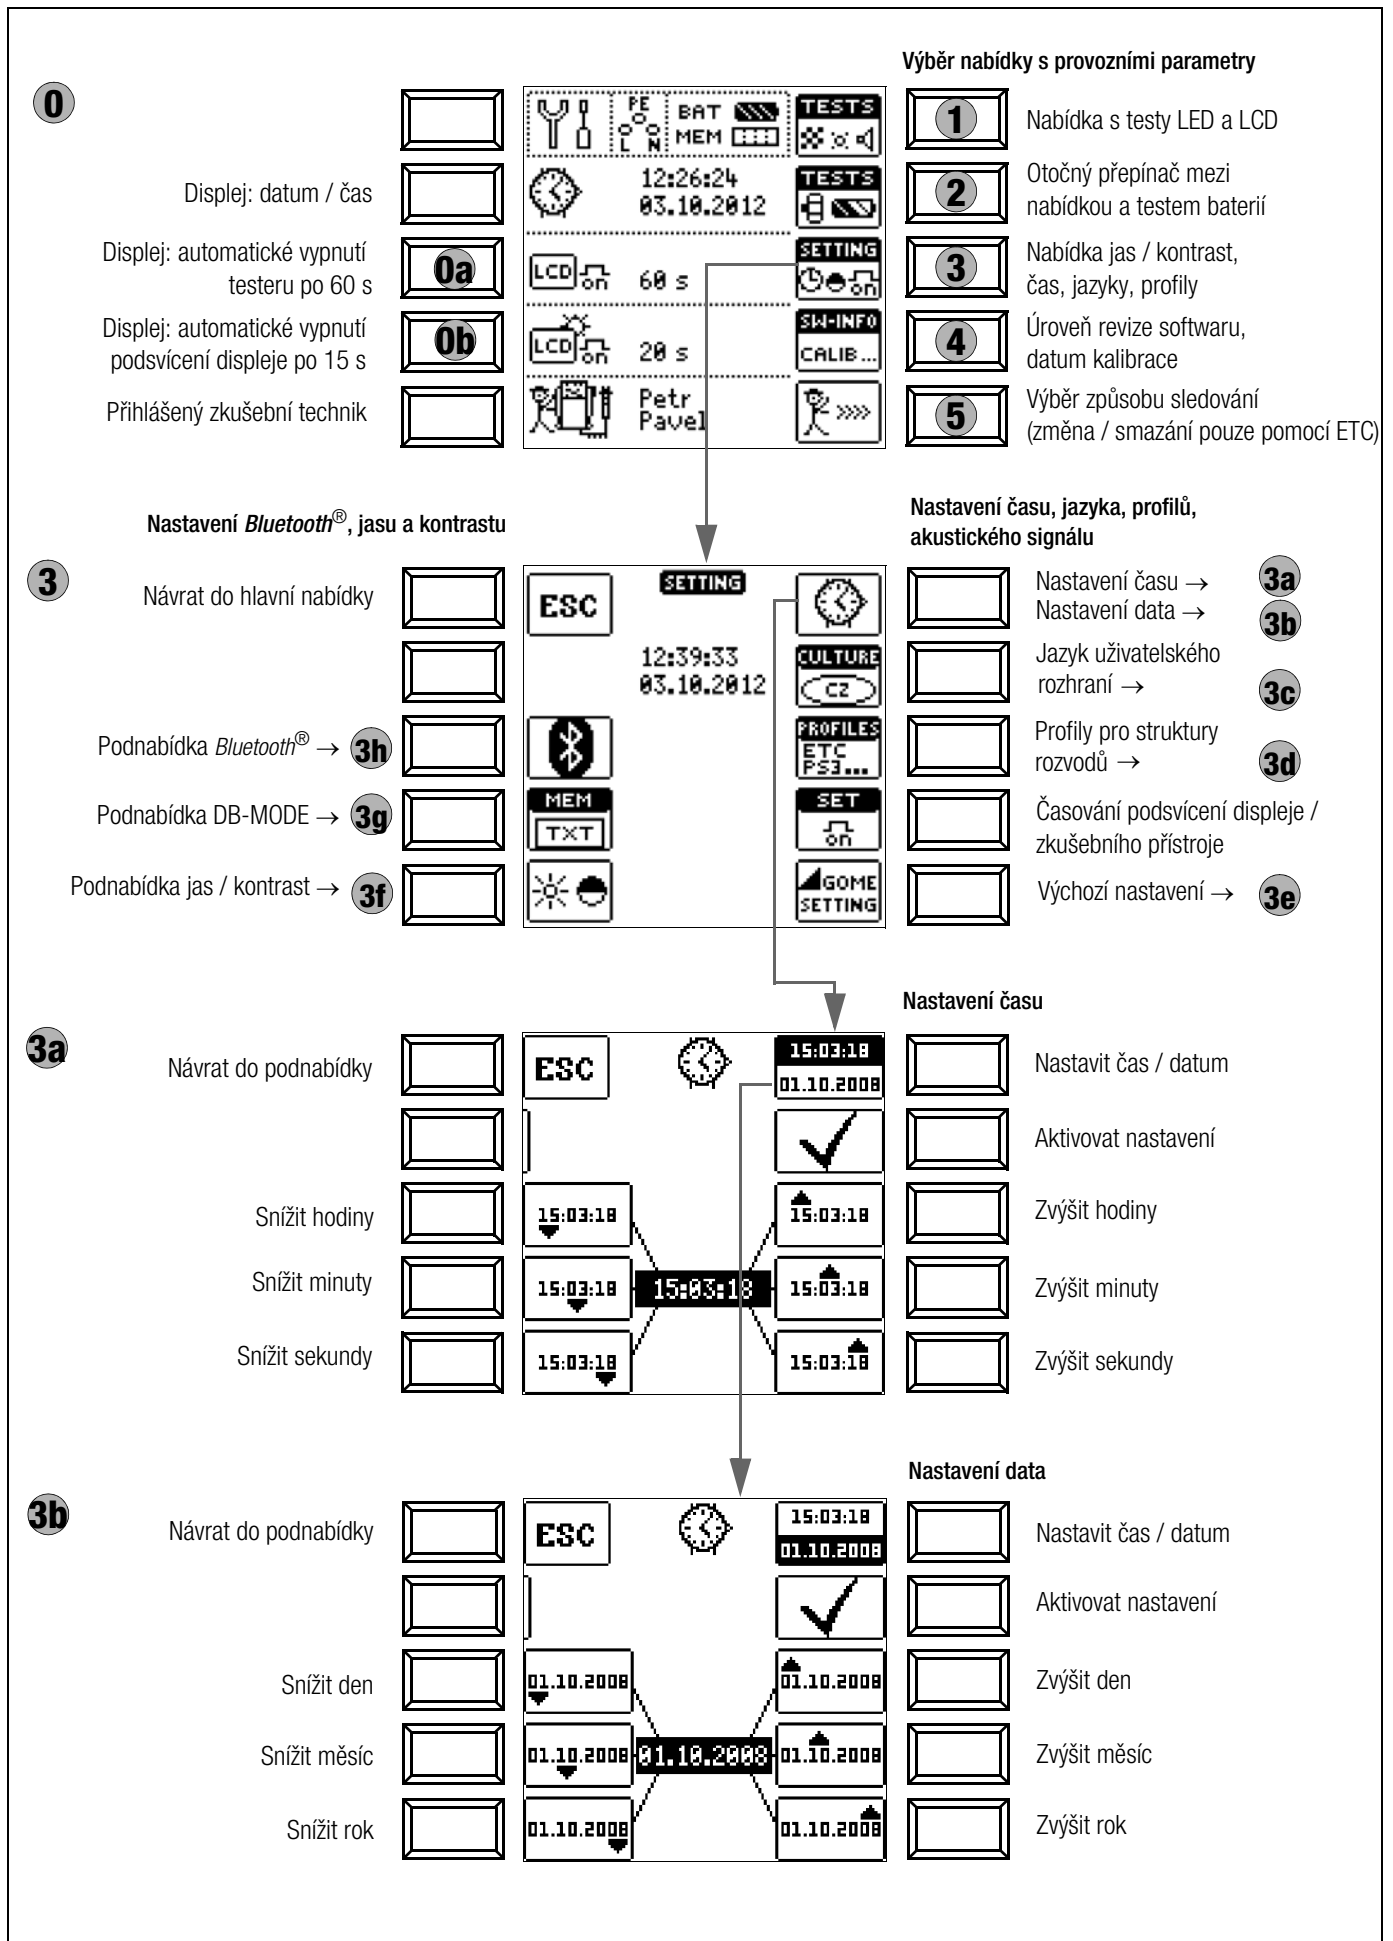 Výběr nabídky s provozními parametry
0
PE
L N
BAT
MEM
TESTS
1
Nabídka s testy LED a LCD
Displej: datum / čas
12:26:24
03.10.2012
TESTS
2
Otočný přepínač mezi
nabídkou a testem baterií
Displej: automatické vypnutí
testeru po 60 s
0a
LCD on
60 s
SETTING
on
3
Nabídka jas / kontrast,
čas, jazyky, profily
Displej: automatické vypnutí
podsvícení displeje po 15 s
0b
LCD on
20 s
SW-INFO
CALIB ...
4
Úroveň revize softwaru,
datum kalibrace
Přihlášený zkušební technik
Petr
Pavel
»»
5
Výběr způsobu sledování
(změna / smazání pouze pomocí ETC)
Nastavení Bluetooth®, jasu a kontrastu
Nastavení času, jazyka, profilů,
akustického signálu
3
Návrat do hlavní nabídky
ESC
SETTING
Nastavení času → 3a
Nastavení data → 3b
12:39:33
03.10.2012
CULTURE
CZ
Jazyk uživatelského
rozhraní → 3c
Podnabídka Bluetooth® → 3h
PROFILES
ETC
PS3...
Profily pro struktury
rozvodů → 3d
Podnabídka DB-MODE → 3g
MEM
TXT
SET
on
Časování podsvícení displeje /
zkušebního přístroje
Podnabídka jas / kontrast → 3f
GOME
SETTING
Výchozí nastavení → 3e
Nastavení času
3a
Návrat do podnabídky
ESC
15:03:18
01.10.2008
Nastavit čas / datum
Aktivovat nastavení
Snížit hodiny
15:03:18
15:03:18
Zvýšit hodiny
Snížit minuty
15:03:18
15:03:18
15:03:18
Zvýšit minuty
Snížit sekundy
15:03:18
15:03:18
Zvýšit sekundy
Nastavení data
3b
Návrat do podnabídky
ESC
15:03:18
01.10.2008
Nastavit čas / datum
Aktivovat nastavení
Snížit den
01.10.2008
01.10.2008
Zvýšit den
Snížit měsíc
01.10.2008
01.10.2008
01.10.2008
Zvýšit měsíc
Snížit rok
01.10.2008
01.10.2008
Zvýšit rok